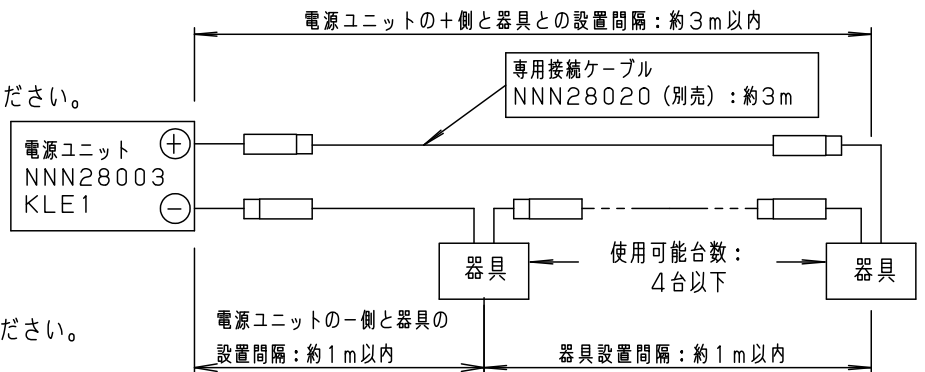 電源ユニットの＋側と器具との設置間隔：約3m以内
専用接続ケーブル
NNN28020（別売）：約3m
ださい。
電源ユニット
NNN28003
KLE1
＋
－
器具
使用可能台数：
4台以下
器具
ださい。
電源ユニットの－側と器具の
設置間隔：約1m以内
器具設置間隔：約1m以内